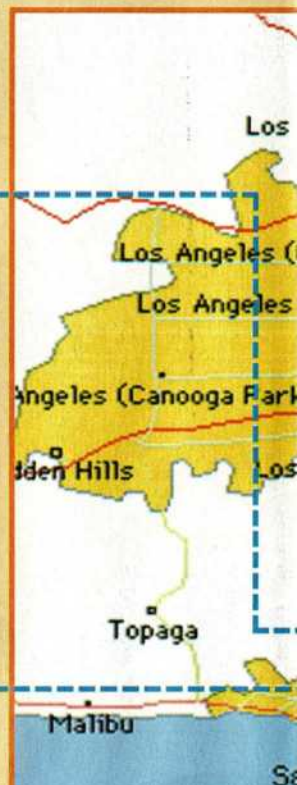 Los
Los Angeles (
Los Angeles
Angeles (Canooga Park
dden Hills
Los
Topaga
Malibu
Sa